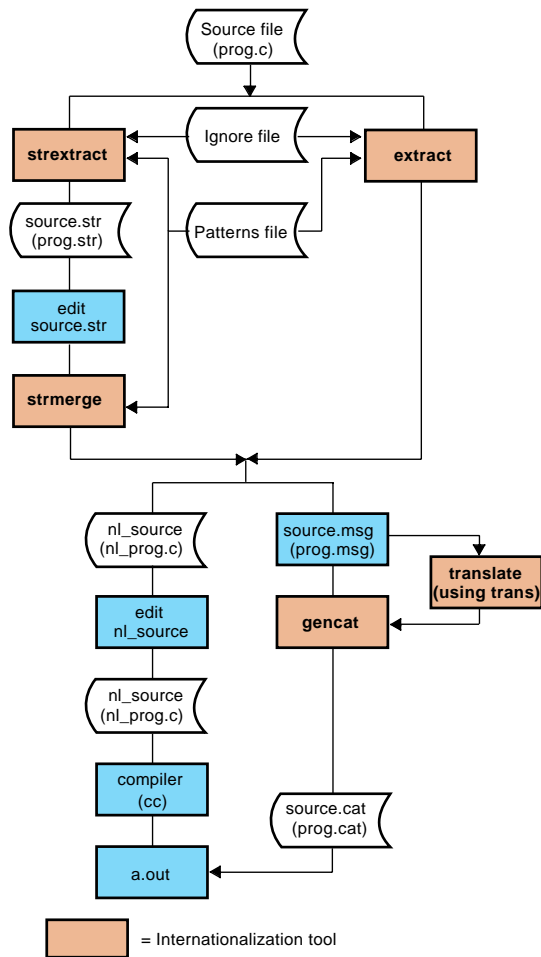 Source file
(prog.c)
Ignore file
strextract
extract
source.str
(prog.str)
Patterns file
edit
source.str
strmerge
nl_source
(nl_prog.c)
source.msg
(prog.msg)
translate
(using trans)
edit
nl_source
gencat
nl_source
(nl_prog.c)
compiler
(cc)
source.cat
(prog.cat)
a.out
= Internationalization tool